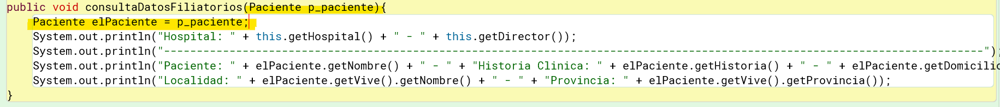 public void consultaDatosFiliatorios(Paciente p_paciente){
Paciente elPaciente = p_paciente;
System.out.println("Hospital: " + this.getHospital() + " - " + this.getDirector());
System.out.println("-----------------------------------------------------------------------------------------------------------------------------");
System.out.println("Paciente: " + elPaciente.getNombre() + " - " + "Historia Clinica: " + elPaciente.getHistoria() + " - " + elPaciente.getDomicilio
System.out.println("Localidad: " + elPaciente.getVive().getNombre() + " - " + "Provincia: " + elPaciente.getVive().getProvincia());
}